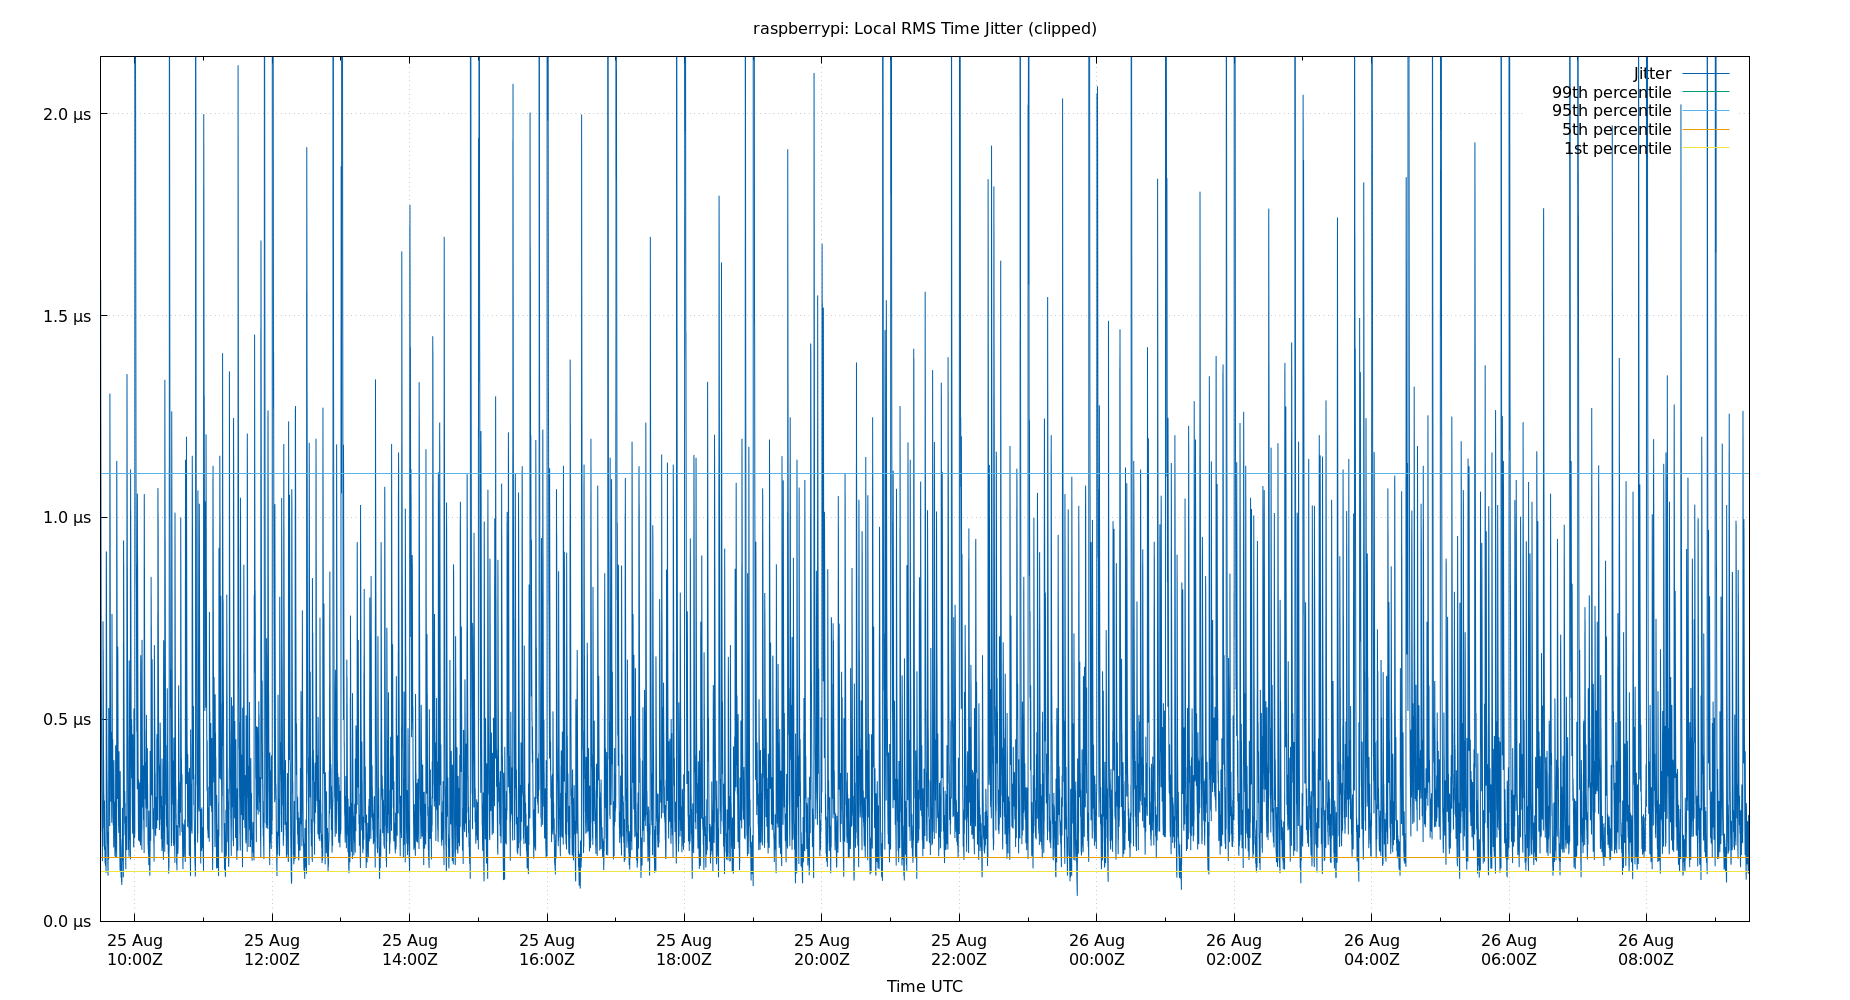 raspberrypi: Local RMS Time Jitter (clipped)
Jitter
99th percentile
95th percentile
5th percentile
1st percentile
2.0 µs
1.5 µs
1.0 µs
0.5 µs
0.0 µs
25 Aug 25 Aug 25 Aug 25 Aug 25 Aug 25 Aug 25 Aug 26 Aug 26 Aug 26 Aug 26 Aug 26 Aug
10:00Z 12:00Z 14:00Z 16:00Z 18:00Z 20:00Z 22:00Z 00:00Z 02:00Z 04:00Z 06:00Z 08:00Z
Time UTC